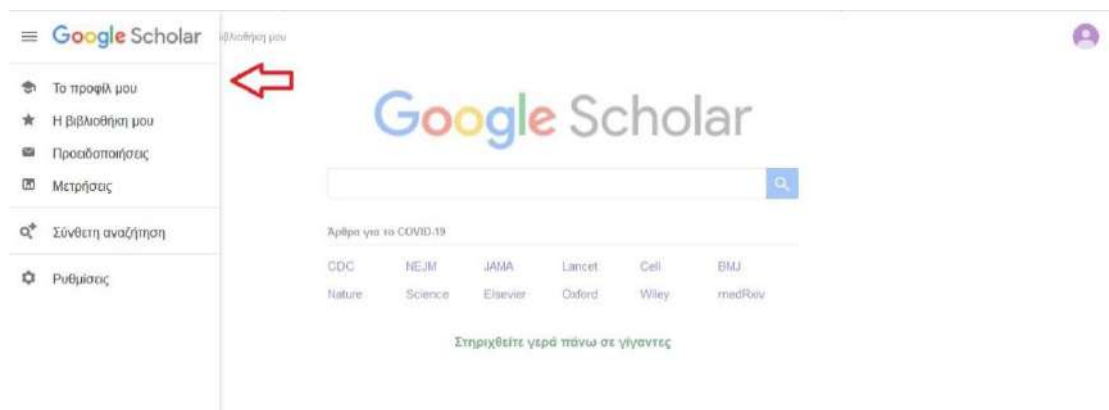 Google Scholar
βιβλιοθήκη μου
Το προφίλ μου
Η βιβλιοθήκη μου
Προειδοποιήσεις
Μετρήσεις
Σύνθετη αναζήτηση
Ρυθμίσεις
Google Scholar
Άρθρα για το COVID-19
CDC NEJM JAMA Lancet Cell BMJ
Nature Science Elsevier Oxford Wiley medRxiv
Στηριχθείτε γερά πάνω σε γίγαντες